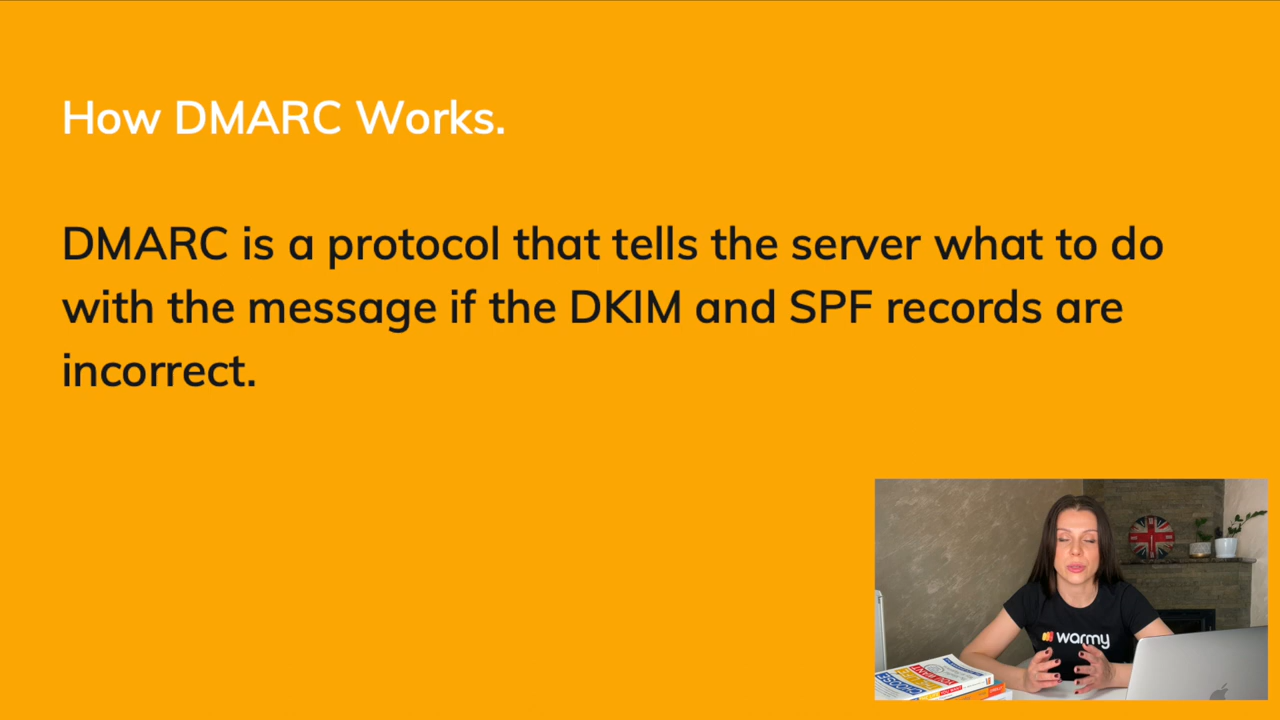 How DMARC Works.
DMARC is a protocol that tells the server what to do
with the message if the DKIM and SPF records are
incorrect.
warmy